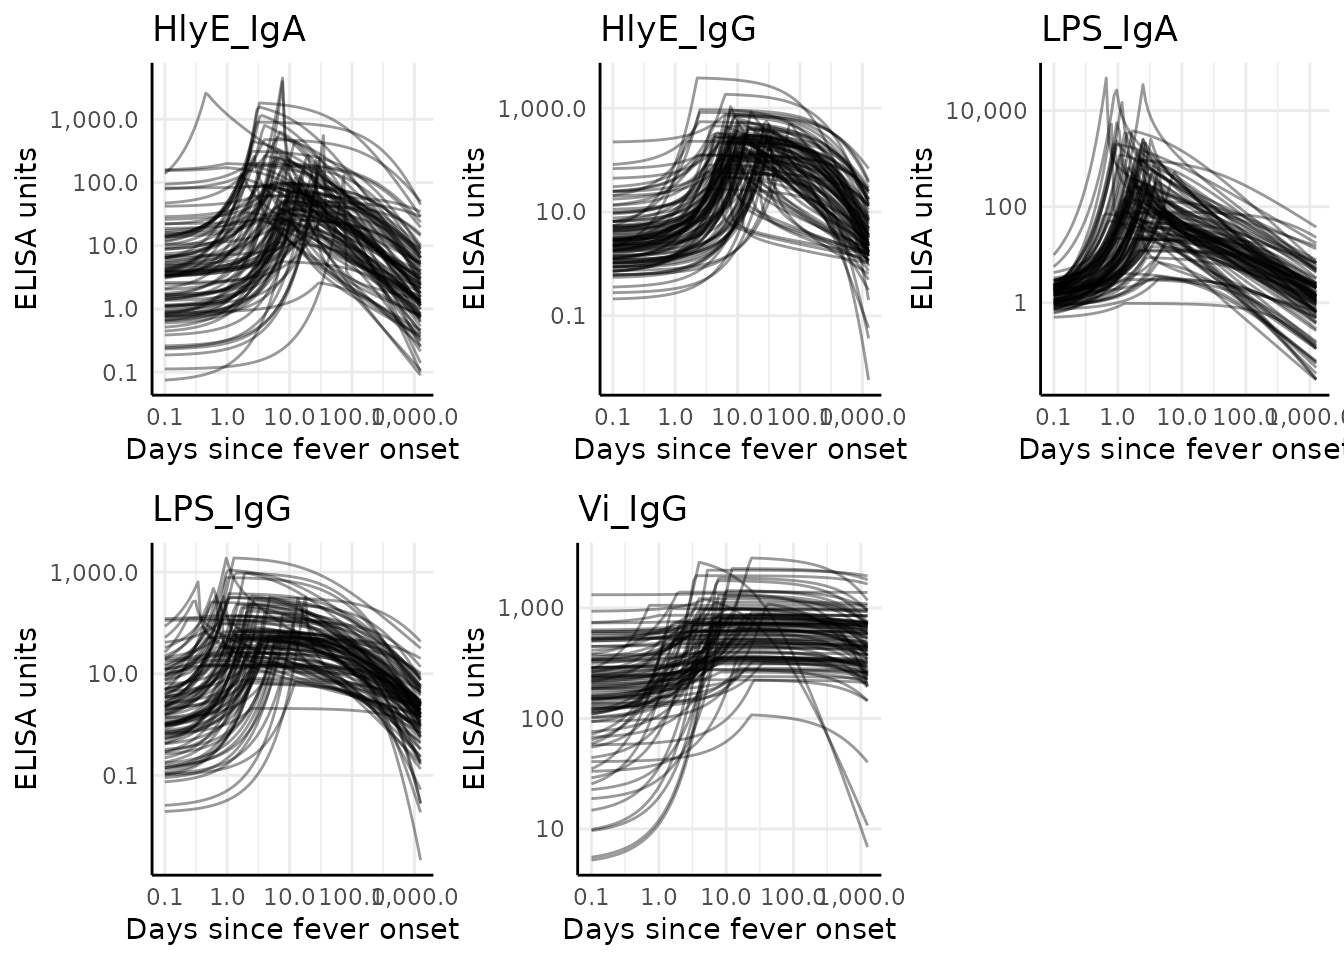 HlyE_IgA
HlyE_IgG
LPS_IgA
ELISA units
1,000.0
100.0
10.0
1.0
0.1
0.1 1.0 10.0 100.0 1,000.0
Days since fever onset
ELISA units
1,000.0
10.0
0.1
0.1 1.0 10.0 100.0 1,000.0
Days since fever onset
ELISA units
10,000
100
1
0.1 1.0 10.0 100.0 1,000.0
Days since fever onset
LPS_IgG
Vi_IgG
ELISA units
1,000.0
10.0
0.1
0.1 1.0 10.0 100.0 1,000.0
Days since fever onset
ELISA units
1,000
100
10
0.1 1.0 10.0 100.0 1,000.0
Days since fever onset